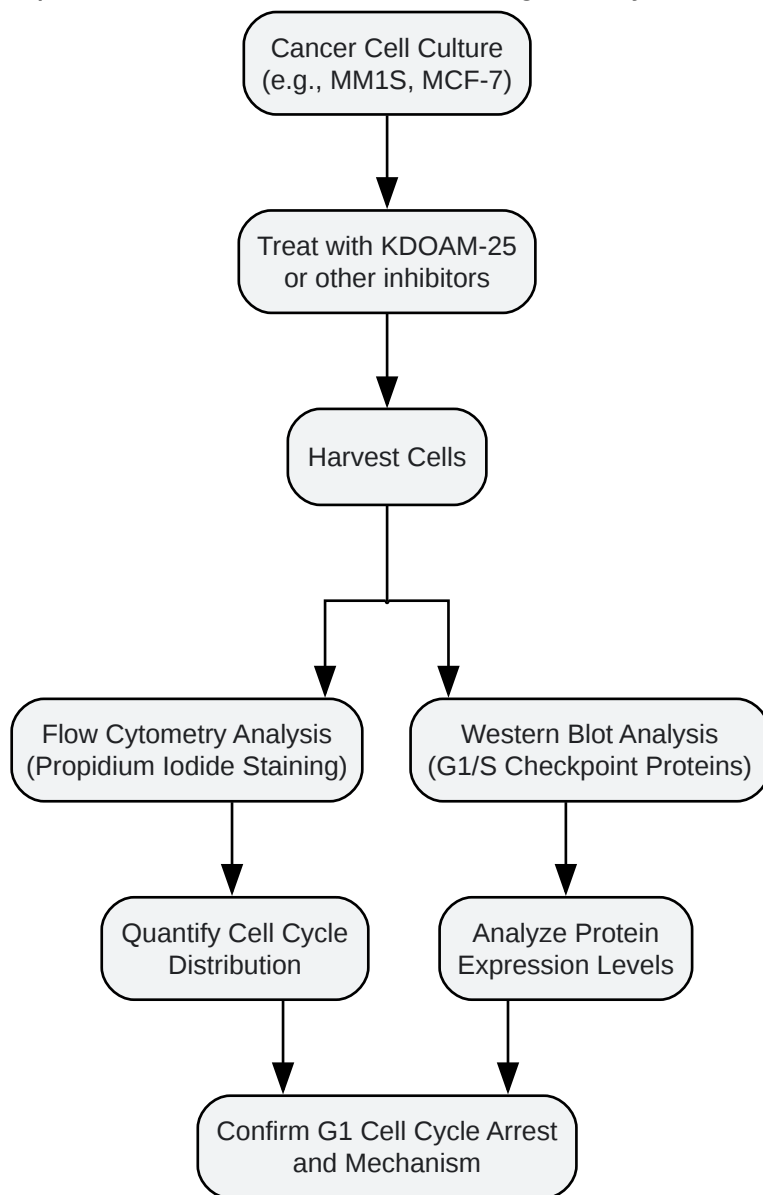 Cancer Cell Culture
(e.g., MM1S, MCF-7)
Treat with KDOAM-25
or other inhibitors
Harvest Cells
Flow Cytometry Analysis
(Propidium Iodide Staining)
Western Blot Analysis
(G1/S Checkpoint Proteins)
Quantify Cell Cycle
Distribution
Analyze Protein
Expression Levels
Confirm G1 Cell Cycle Arrest
and Mechanism